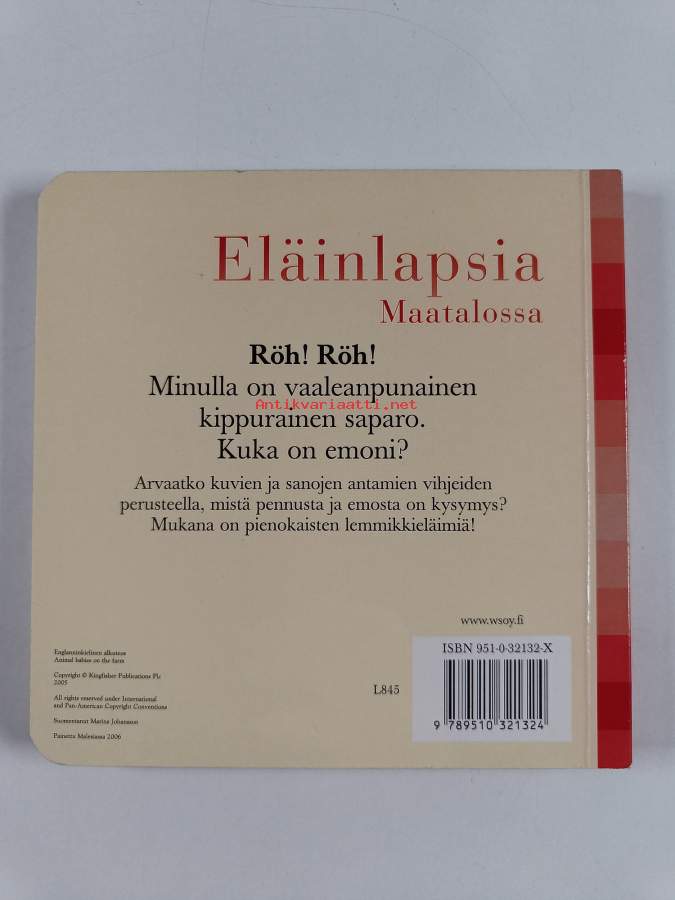 Eläinlapsia
Maatalossa
Röh! Röh!
Minulla on vaaleanpunainen
Antikvariaatti.net
kippurainen saparo.
Kuka on emoni?
Arvaatko kuvien ja sanojen antamien vihjeiden
perusteella, mistä pennusta ja emosta on kysymys?
Mukana on pienokaisten lemmikkieläimiä!
www.wsoy.fi
Englanninkielinen alkuteos
Animal babies on the farm
Copyright © Kingfisher Publications Plc
2005
All rights reserved under International
and Pan-American Copyright Conventions
Suomentanut Marina Johansson
Painettu Malesiassa 2006
L845
ISBN 951-0-32132-X
9 789510 321324